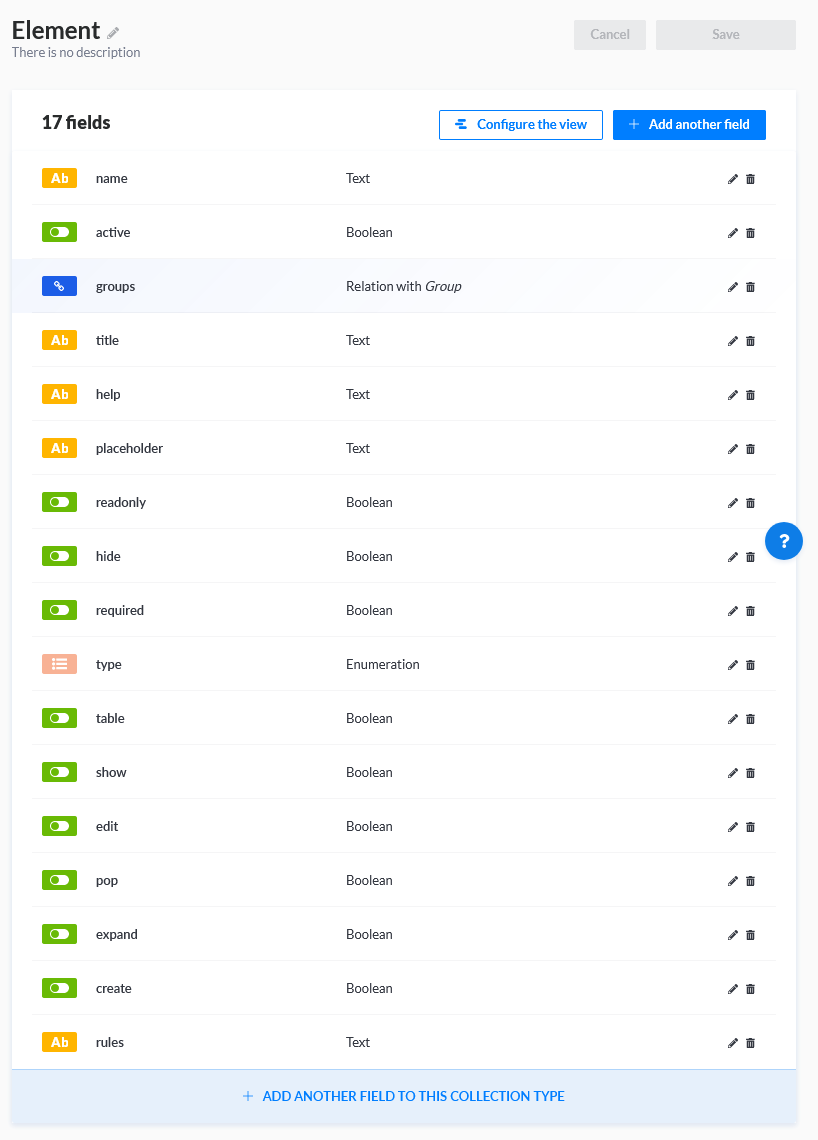 Element
There is no description
Cancel
Save
17 fields
Configure the view
Add another field
Ab name Text
active Boolean
groups Relation with Group
Ab title Text
Ab help Text
Ab placeholder Text
readonly Boolean
hide Boolean
?
required Boolean
type Enumeration
table Boolean
show Boolean
edit Boolean
pop Boolean
expand Boolean
create Boolean
Ab rules Text
ADD ANOTHER FIELD TO THIS COLLECTION TYPE